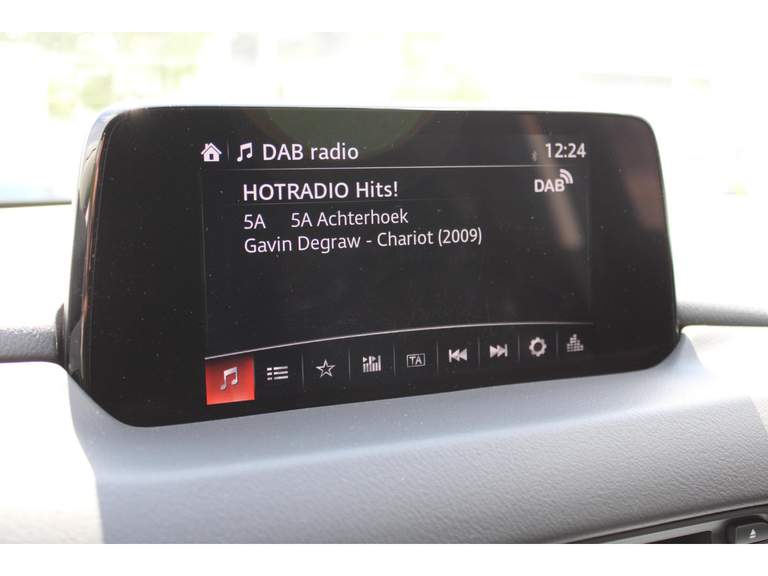 DAB radio 12:24
HOTRADIO Hits! DAB
5A 5A Achterhoek
Gavin Degraw - Chariot (2009)
TA